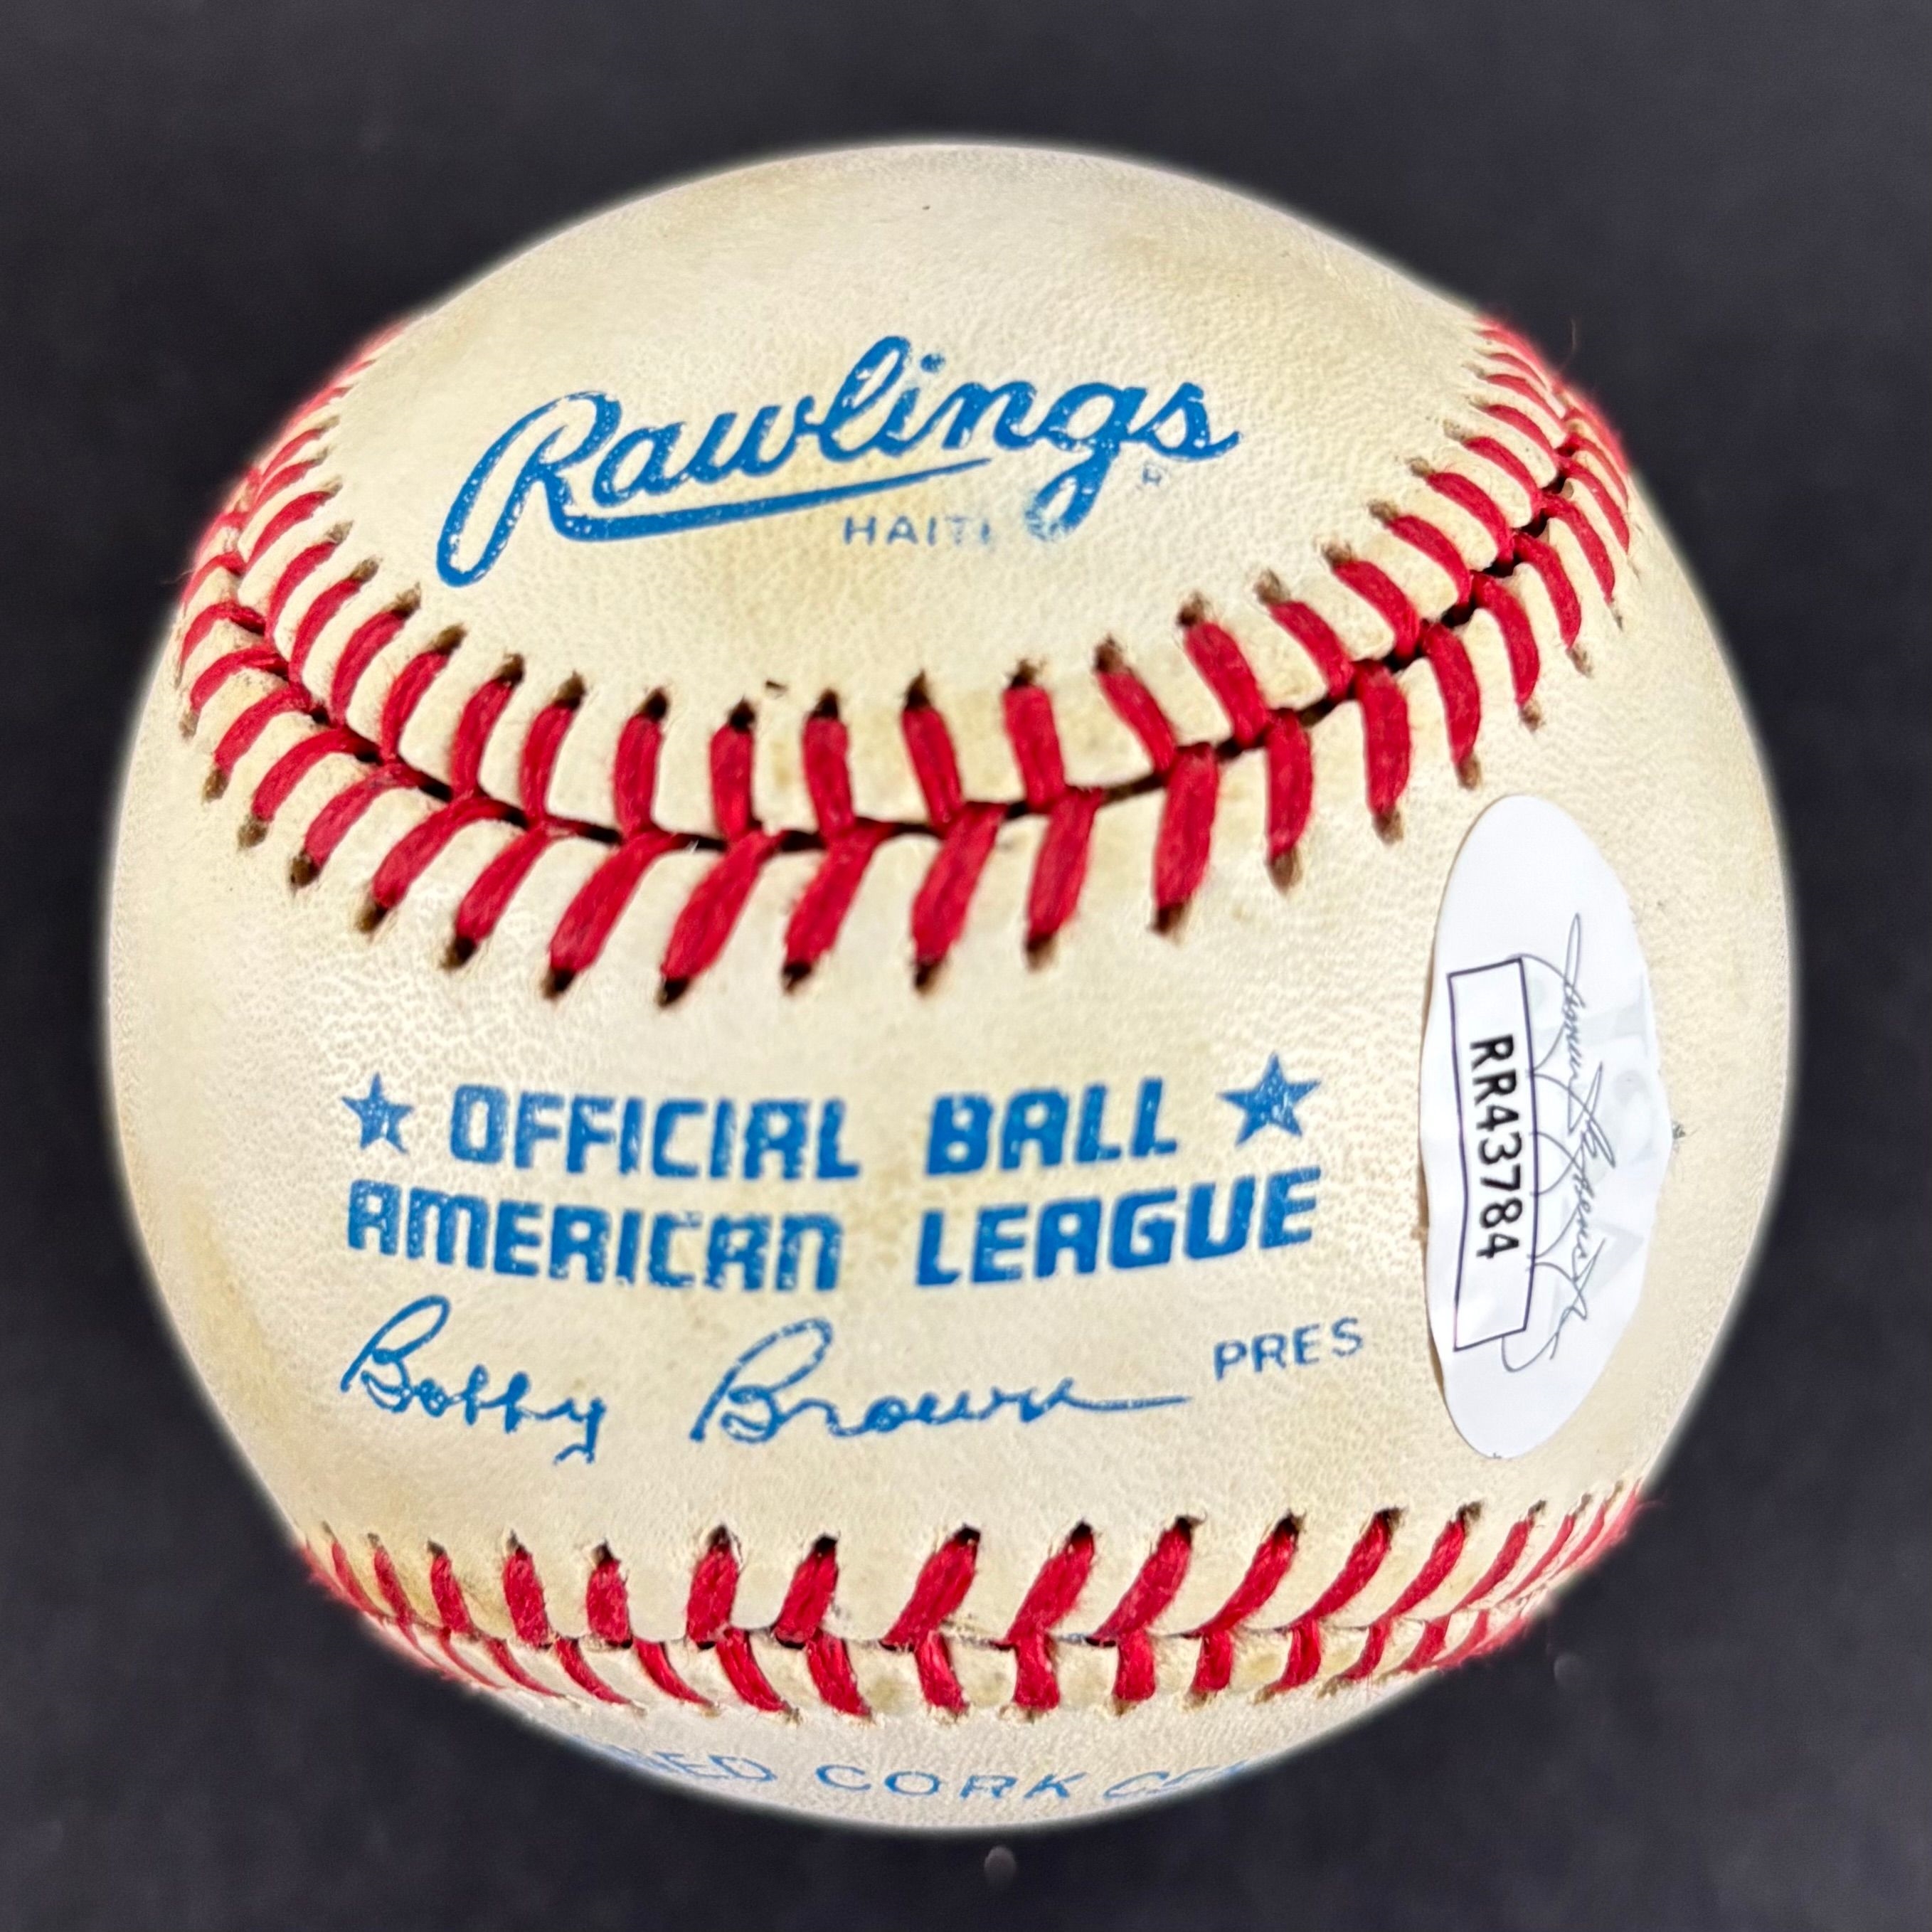 Rawlings
R
HAITI
★ OFFICIAL BALL ★
AMERICAN LEAGUE
Bobby Brown PRES
RR43784
CORK